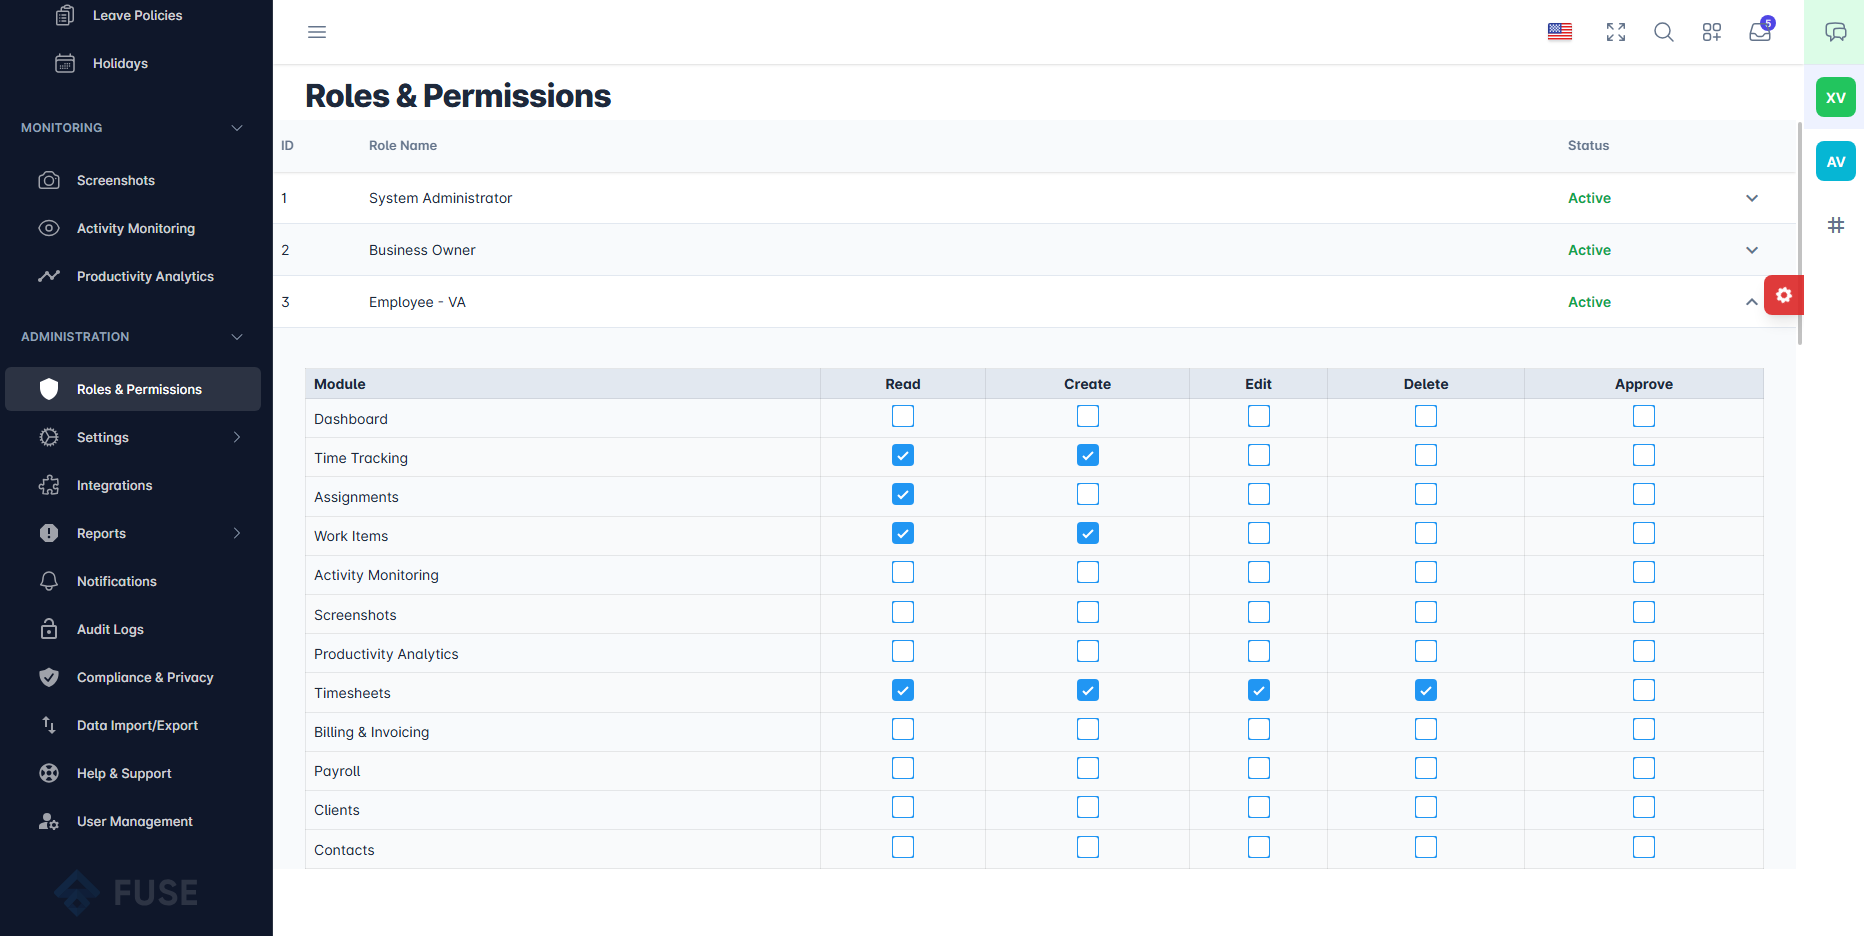 Leave Policies
Holidays
MONITORING
Screenshots
Activity Monitoring
Productivity Analytics
ADMINISTRATION
Roles & Permissions
Settings
Integrations
Reports
Notifications
Audit Logs
Compliance & Privacy
Data Import/Export
Help & Support
User Management
FUSE
5
Roles & Permissions
ID Role Name Status
1 System Administrator Active
2 Business Owner Active
3 Employee - VA Active
Module Read Create Edit Delete Approve
Dashboard
Time Tracking
Assignments
Work Items
Activity Monitoring
Screenshots
Productivity Analytics
Timesheets
Billing & Invoicing
Payroll
Clients
Contacts
XV
AV
#